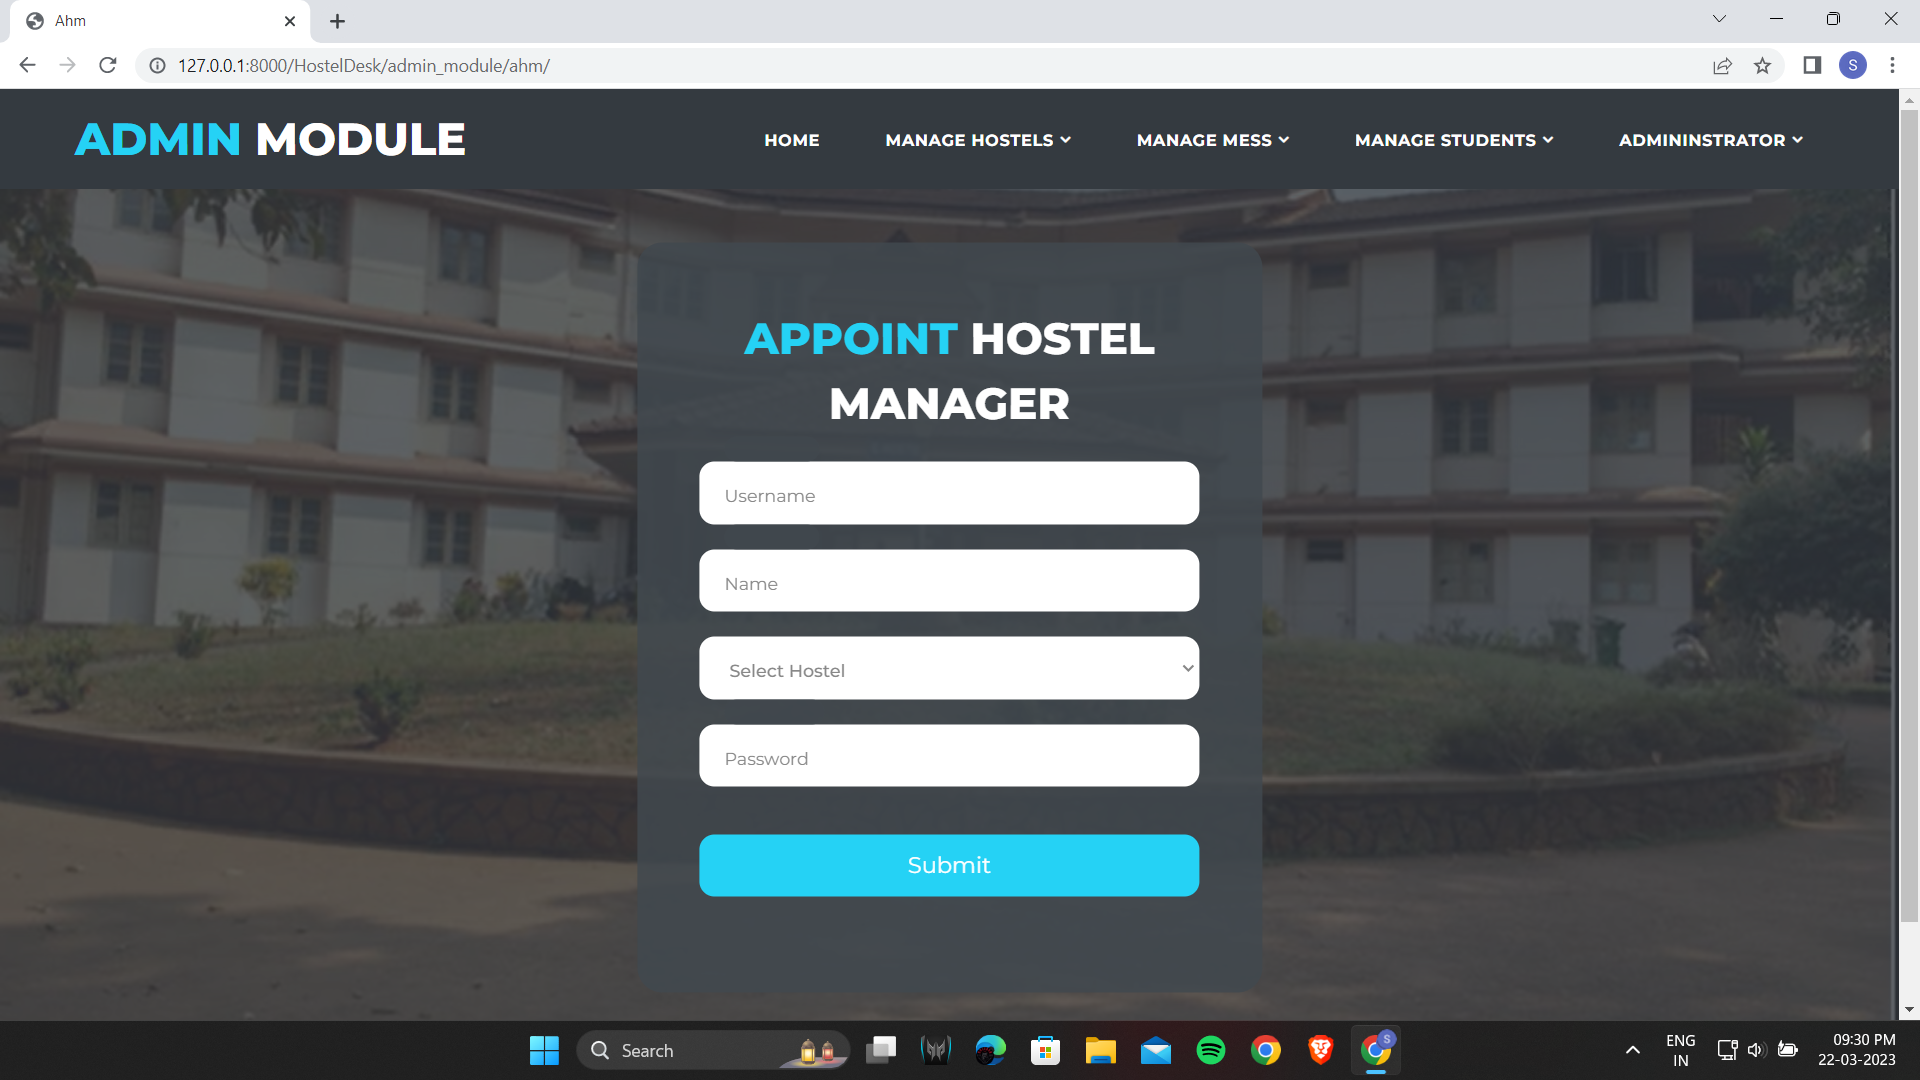 Ahm
127.0.0.1:8000/HostelDesk/admin_module/ahm/
S
ADMIN MODULE
HOME
MANAGE HOSTELS
MANAGE MESS
MANAGE STUDENTS
ADMININSTRATOR
APPOINT HOSTEL
MANAGER
Username
Name
Select Hostel
Password
Submit
Search
S
ENG
IN
09:30 PM
22-03-2023